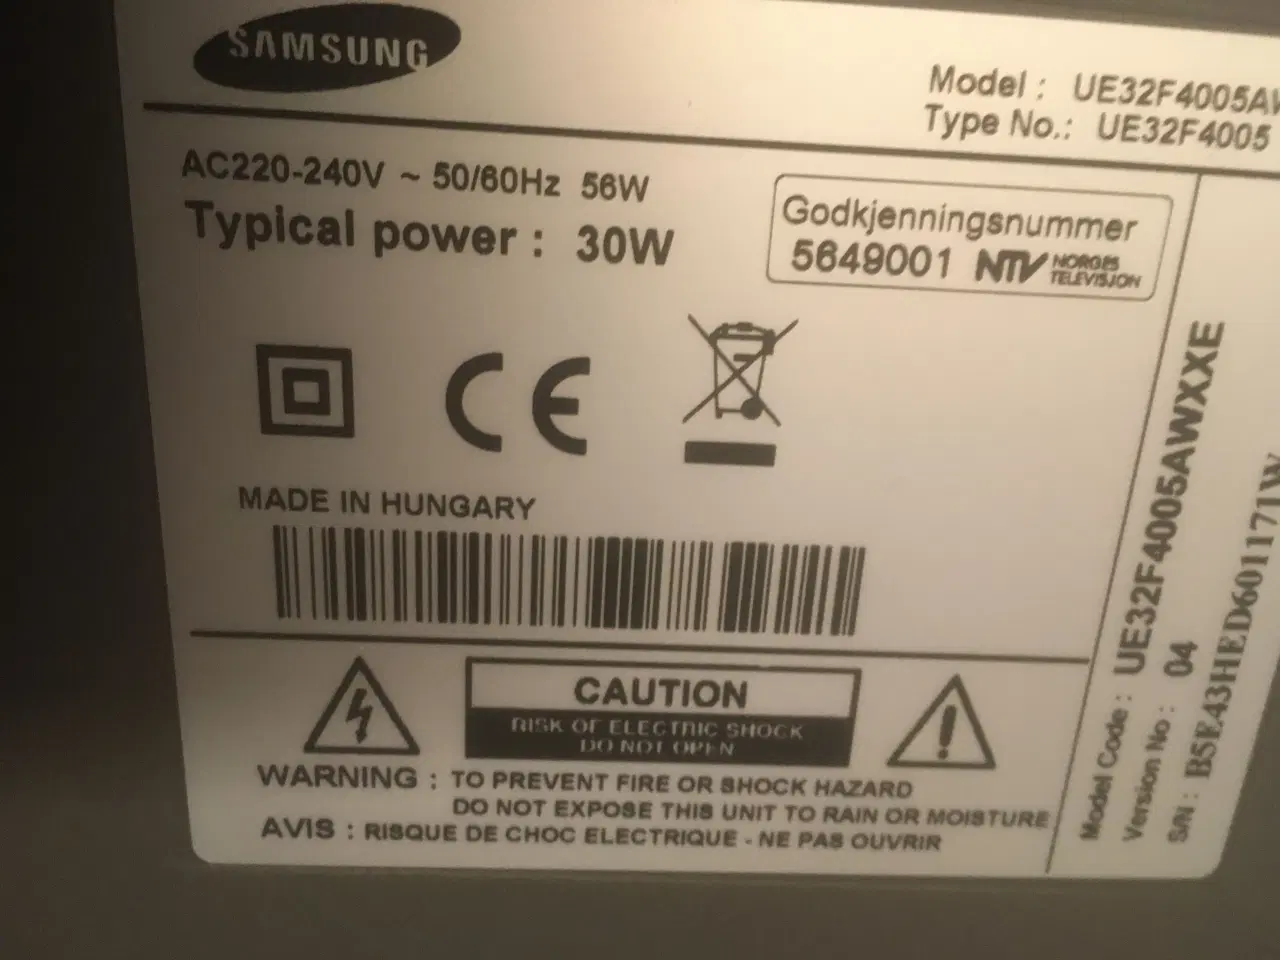 SAMSUNG
Model : UE32F4005AW
Type No.: UE32F4005
AC220-240V ~ 50/60Hz 56W
Typical power : 30W
Godkjenningsnummer
5649001 NTV NORGES TELEVISJON
CE
MADE IN HUNGARY
CAUTION
RISK OF ELECTRIC SHOCK
DO NOT OPEN
WARNING : TO PREVENT FIRE OR SHOCK HAZARD
DO NOT EXPOSE THIS UNIT TO RAIN OR MOISTURE
AVIS : RISQUE DE CHOC ELECTRIQUE - NE PAS OUVRIR
Model Code : UE32F4005AWXXE
Version No : 04
S/N : B5E43HED601171W